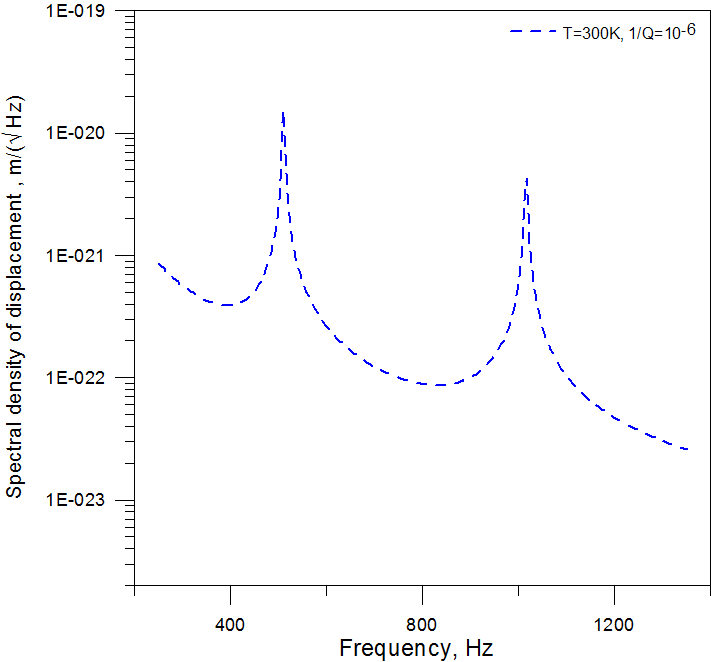 1E-019
T=300K, 1/Q=10-6
1E-020
1E-021
1E-022
1E-023
Spectral density of displacement , m/(√Hz)
400
800
1200
Frequency, Hz